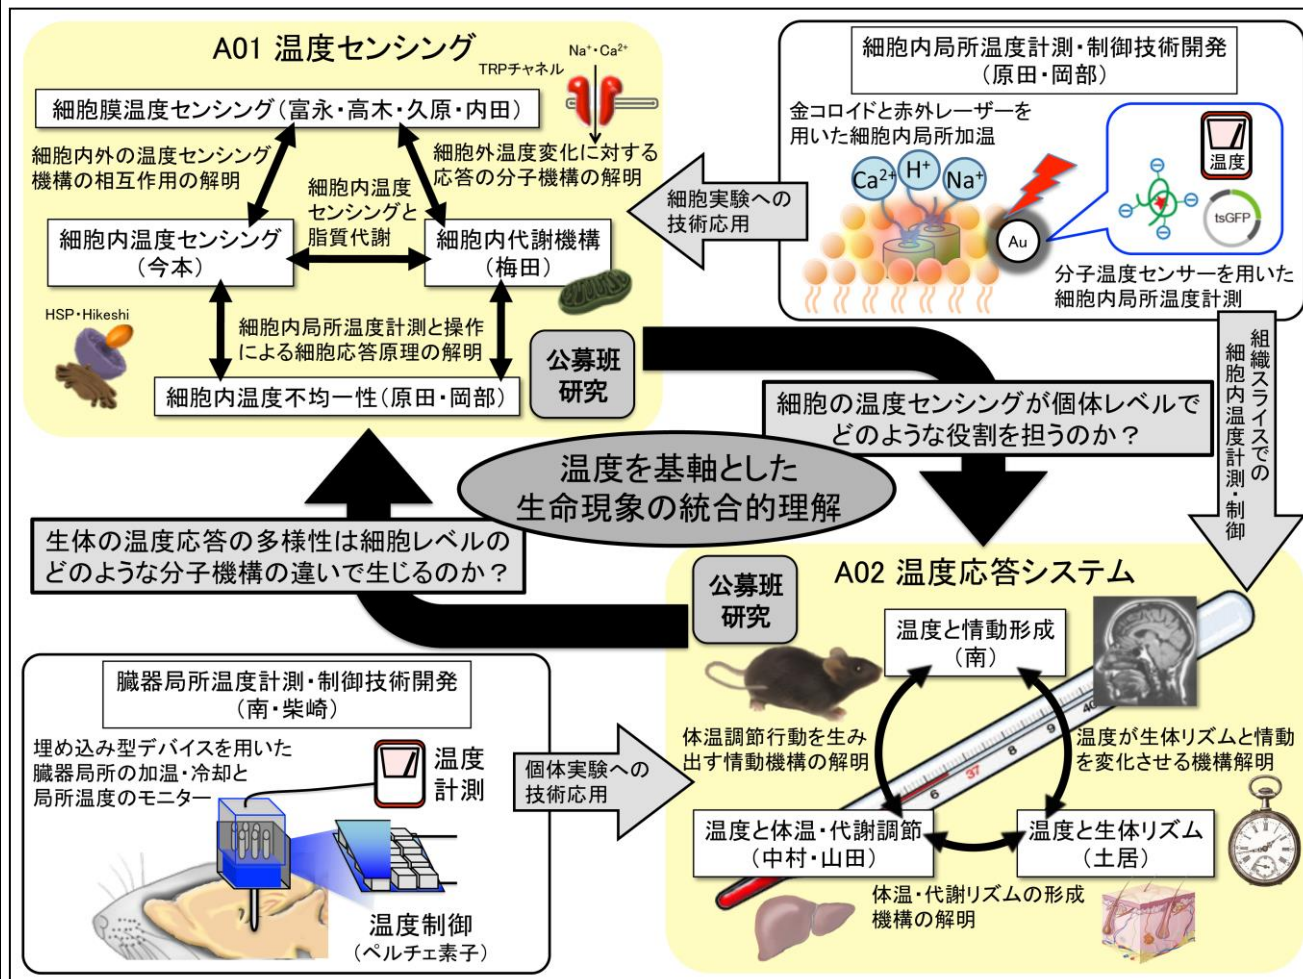 A01 温度センシング
Na⁺・Ca²⁺
TRPチャネル
細胞膜温度センシング(富永・高木・久原・内田)
細胞内外の温度センシング
機構の相互作用の解明
細胞外温度変化に対する
応答の分子機構の解明
細胞内温度
センシングと
脂質代謝
細胞内温度センシング
(今本)
細胞内代謝機構
(梅田)
HSP・Hikeshi
細胞内局所温度計測と操作
による細胞応答原理の解明
細胞内温度不均一性(原田・岡部)
公募班
研究
細胞内局所温度計測・制御技術開発
(原田・岡部)
金コロイドと赤外レーザーを
用いた細胞内局所加温
Ca²⁺
H⁺
Na⁺
Au
温度
tsGFP
分子温度センサーを用いた
細胞内局所温度計測
細胞実験への
技術応用
組織スライスでの
細胞内温度計測・制御
細胞の温度センシングが個体レベルで
どのような役割を担うのか?
温度を基軸とした
生命現象の統合的理解
生体の温度応答の多様性は細胞レベルの
どのような分子機構の違いで生じるのか?
臓器局所温度計測・制御技術開発
(南・柴崎)
埋め込み型デバイスを用いた
臓器局所の加温・冷却と
局所温度のモニター
温度
計測
温度制御
(ペルチェ素子)
個体実験への
技術応用
公募班
研究
A02 温度応答システム
温度と情動形成
(南)
体温調節行動を生み
出す情動機構の解明
温度が生体リズムと情動
を変化させる機構解明
6
37
8
9
40
温度と体温・代謝調節
(中村・山田)
温度と生体リズム
(土居)
体温・代謝リズムの形成
機構の解明